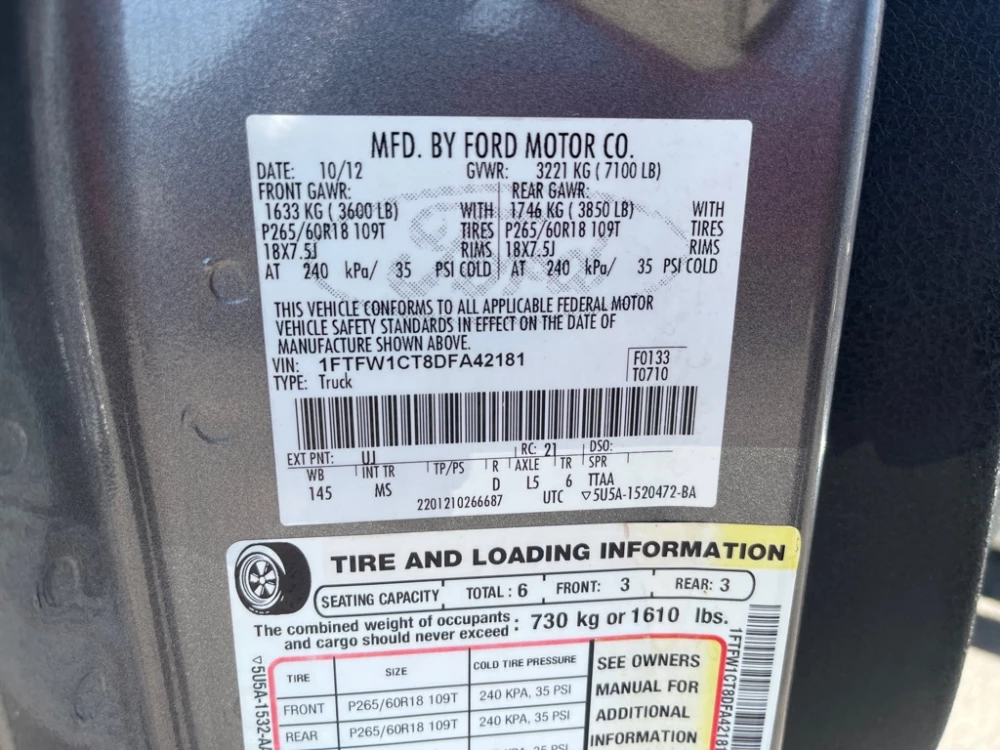 MFD. BY FORD MOTOR CO.
DATE: 10/12 GVWR: 3221 KG ( 7100 LB)
FRONT GAWR: REAR GAWR:
1633 KG ( 3600 LB) WITH 1746 KG ( 3850 LB) WITH
P265/60R18 109T TIRES P265/60R18 109T TIRES
18X7.5J RIMS 18X7.5J RIMS
AT 240 kPa/ 35 PSI COLD AT 240 kPa/ 35 PSI COLD
Ford
THIS VEHICLE CONFORMS TO ALL APPLICABLE FEDERAL MOTOR
VEHICLE SAFETY STANDARDS IN EFFECT ON THE DATE OF
MANUFACTURE SHOWN ABOVE.
VIN: 1FTFW1CT8DFA42181 F0133
TYPE: Truck T0710
EXT PNT: UJ RC: 21 DSO:
WB INT TR TP/PS R AXLE TR SPR
145 MS D L5 6 TTAA
2201210266687 UTC ▽5U5A-1520472-BA
TIRE AND LOADING INFORMATION
SEATING CAPACITY TOTAL : 6 FRONT: 3 REAR: 3
The combined weight of occupants : 730 kg or 1610 lbs.
and cargo should never exceed
TIRE SIZE COLD TIRE PRESSURE SEE OWNERS
FRONT P265/60R18 109T 240 KPA, 35 PSI MANUAL FOR
REAR P265/60R18 109T 240 KPA, 35 PSI ADDITIONAL
INFORMATION
▽5U5A-1532-A
1FTFW1CT8DFA42181